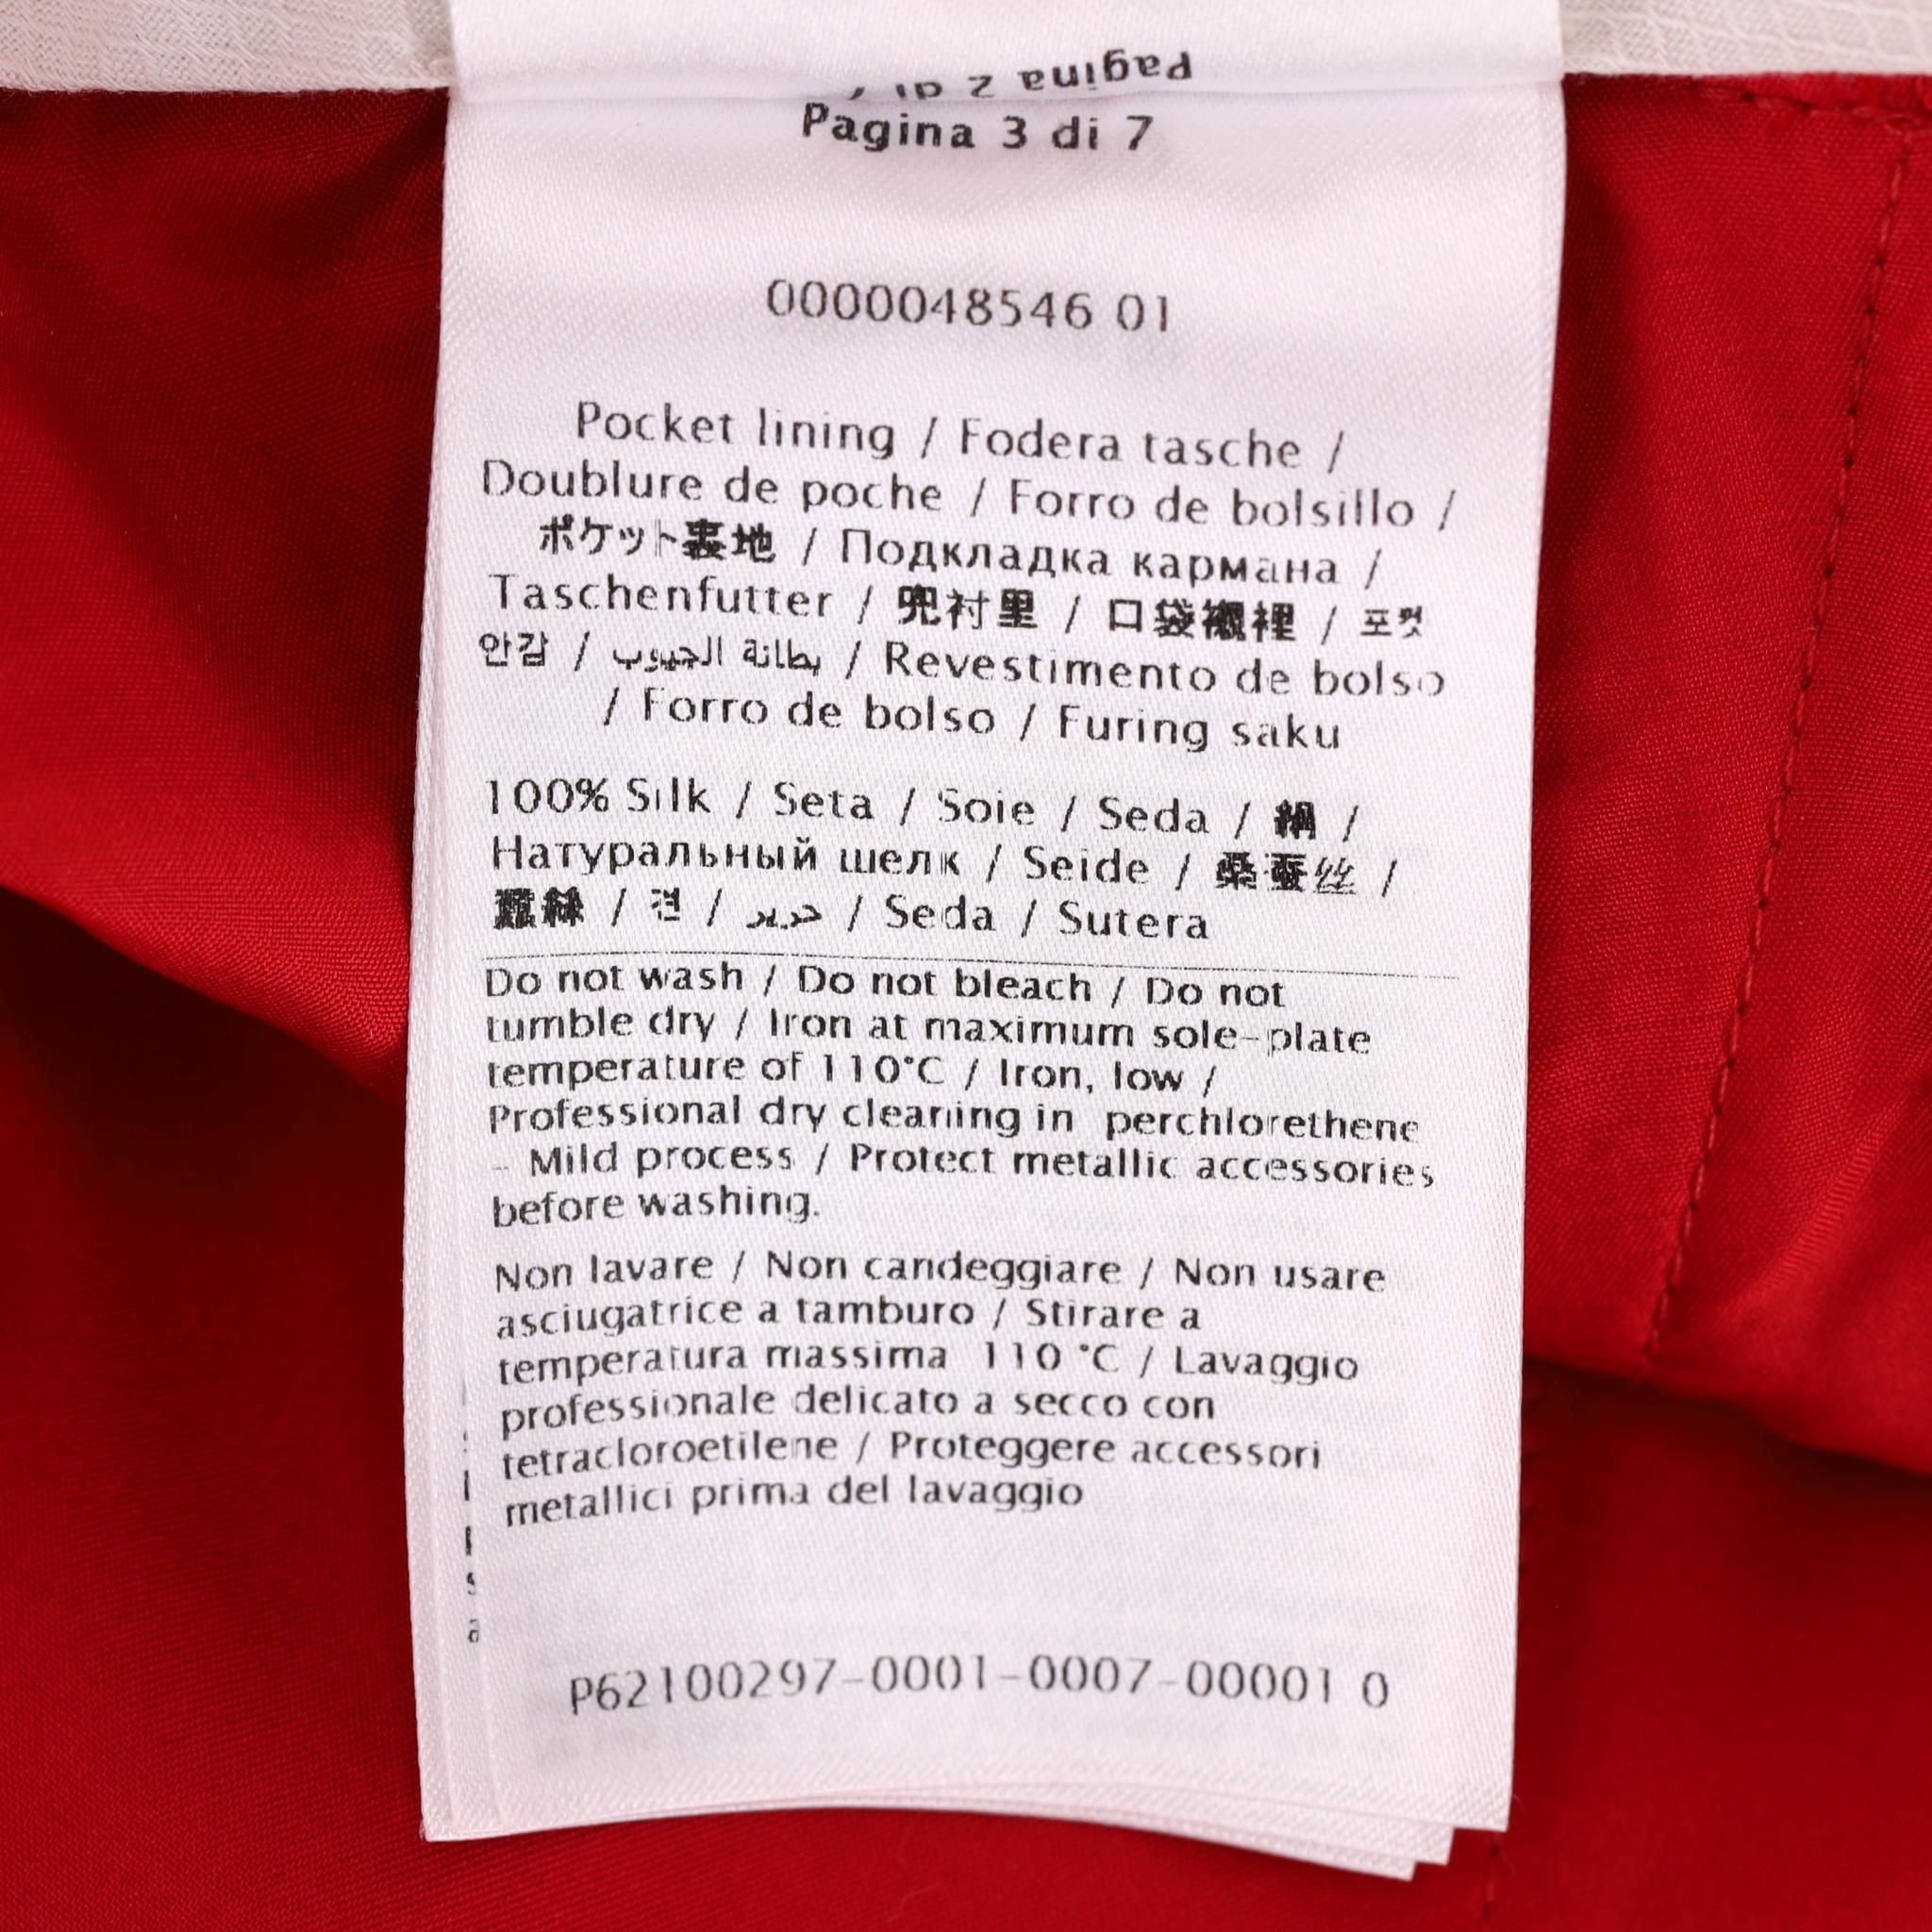 Pagina 2 di
Pagina 3 di 7
0000048546 01
Pocket lining / Fodera tasche /
Doublure de poche / Forro de bolsillo /
ポケット裏地 / Подкладка кармана /
Taschenfutter / 兜衬里 / 口袋襯裡 / 포켓
안감 / بطانة الجيوب / Revestimento de bolso
/ Forro de bolso / Furing saku
100% Silk / Seta / Soie / Seda / 絹 /
Натуральный шелк / Seide / 桑蚕丝 /
蠶絲 / 견 / حرير / Seda / Sutera
Do not wash / Do not bleach / Do not
tumble dry / Iron at maximum sole-plate
temperature of 110°C / Iron, low /
Professional dry cleaning in perchlorethene
- Mild process / Protect metallic accessories
before washing.
Non lavare / Non candeggiare / Non usare
asciugatrice a tamburo / Stirare a
temperatura massima 110 °C / Lavaggio
professionale delicato a secco con
tetracloroetilene / Proteggere accessori
metallici prima del lavaggio
P62100297-0001-0007-00001 0